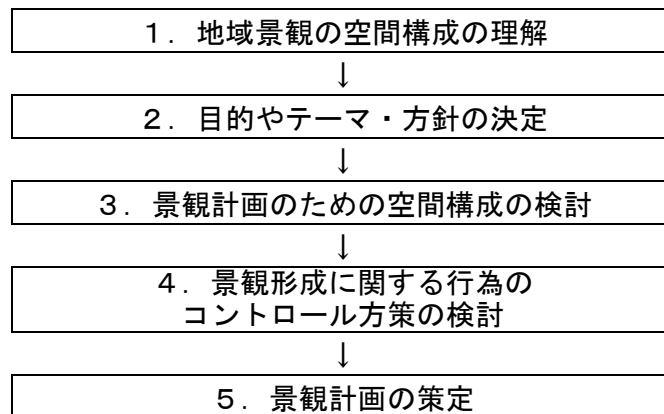 １．地域景観の空間構成の理解
↓
２．目的やテーマ・方針の決定
↓
３．景観計画のための空間構成の検討
↓
４．景観形成に関する行為の
コントロール方策の検討
↓
５．景観計画の策定